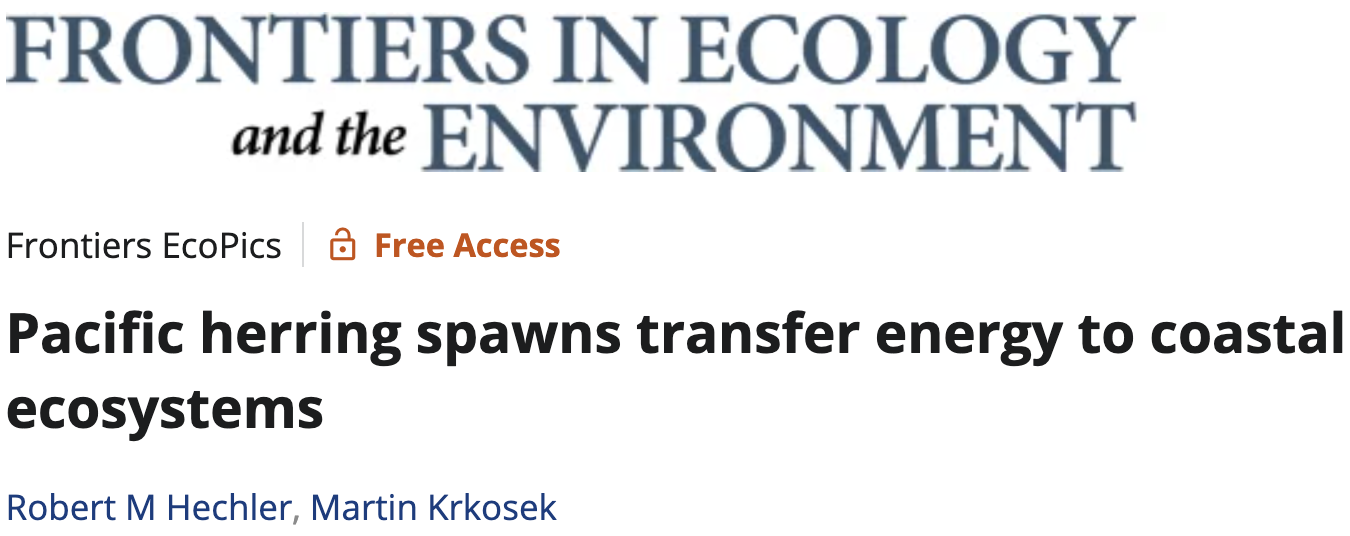 FRONTIERS IN ECOLOGY
and the ENVIRONMENT
Frontiers EcoPics Free Access
Pacific herring spawns transfer energy to coastal
ecosystems
Robert M Hechler, Martin Krkosek